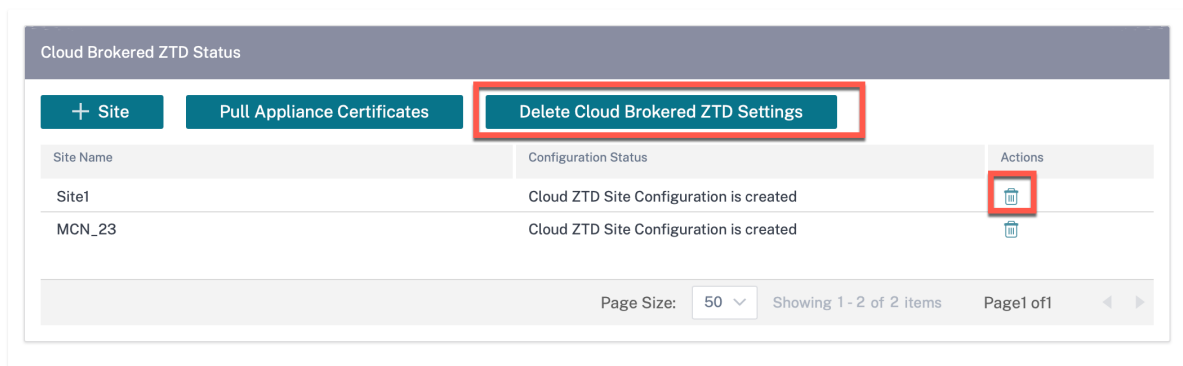 Cloud Brokered ZTD Status
+ Site Pull Appliance Certificates Delete Cloud Brokered ZTD Settings
Site Name Configuration Status Actions
Site1 Cloud ZTD Site Configuration is created
MCN_23 Cloud ZTD Site Configuration is created
Page Size: 50 Showing 1 - 2 of 2 items Page1 of1